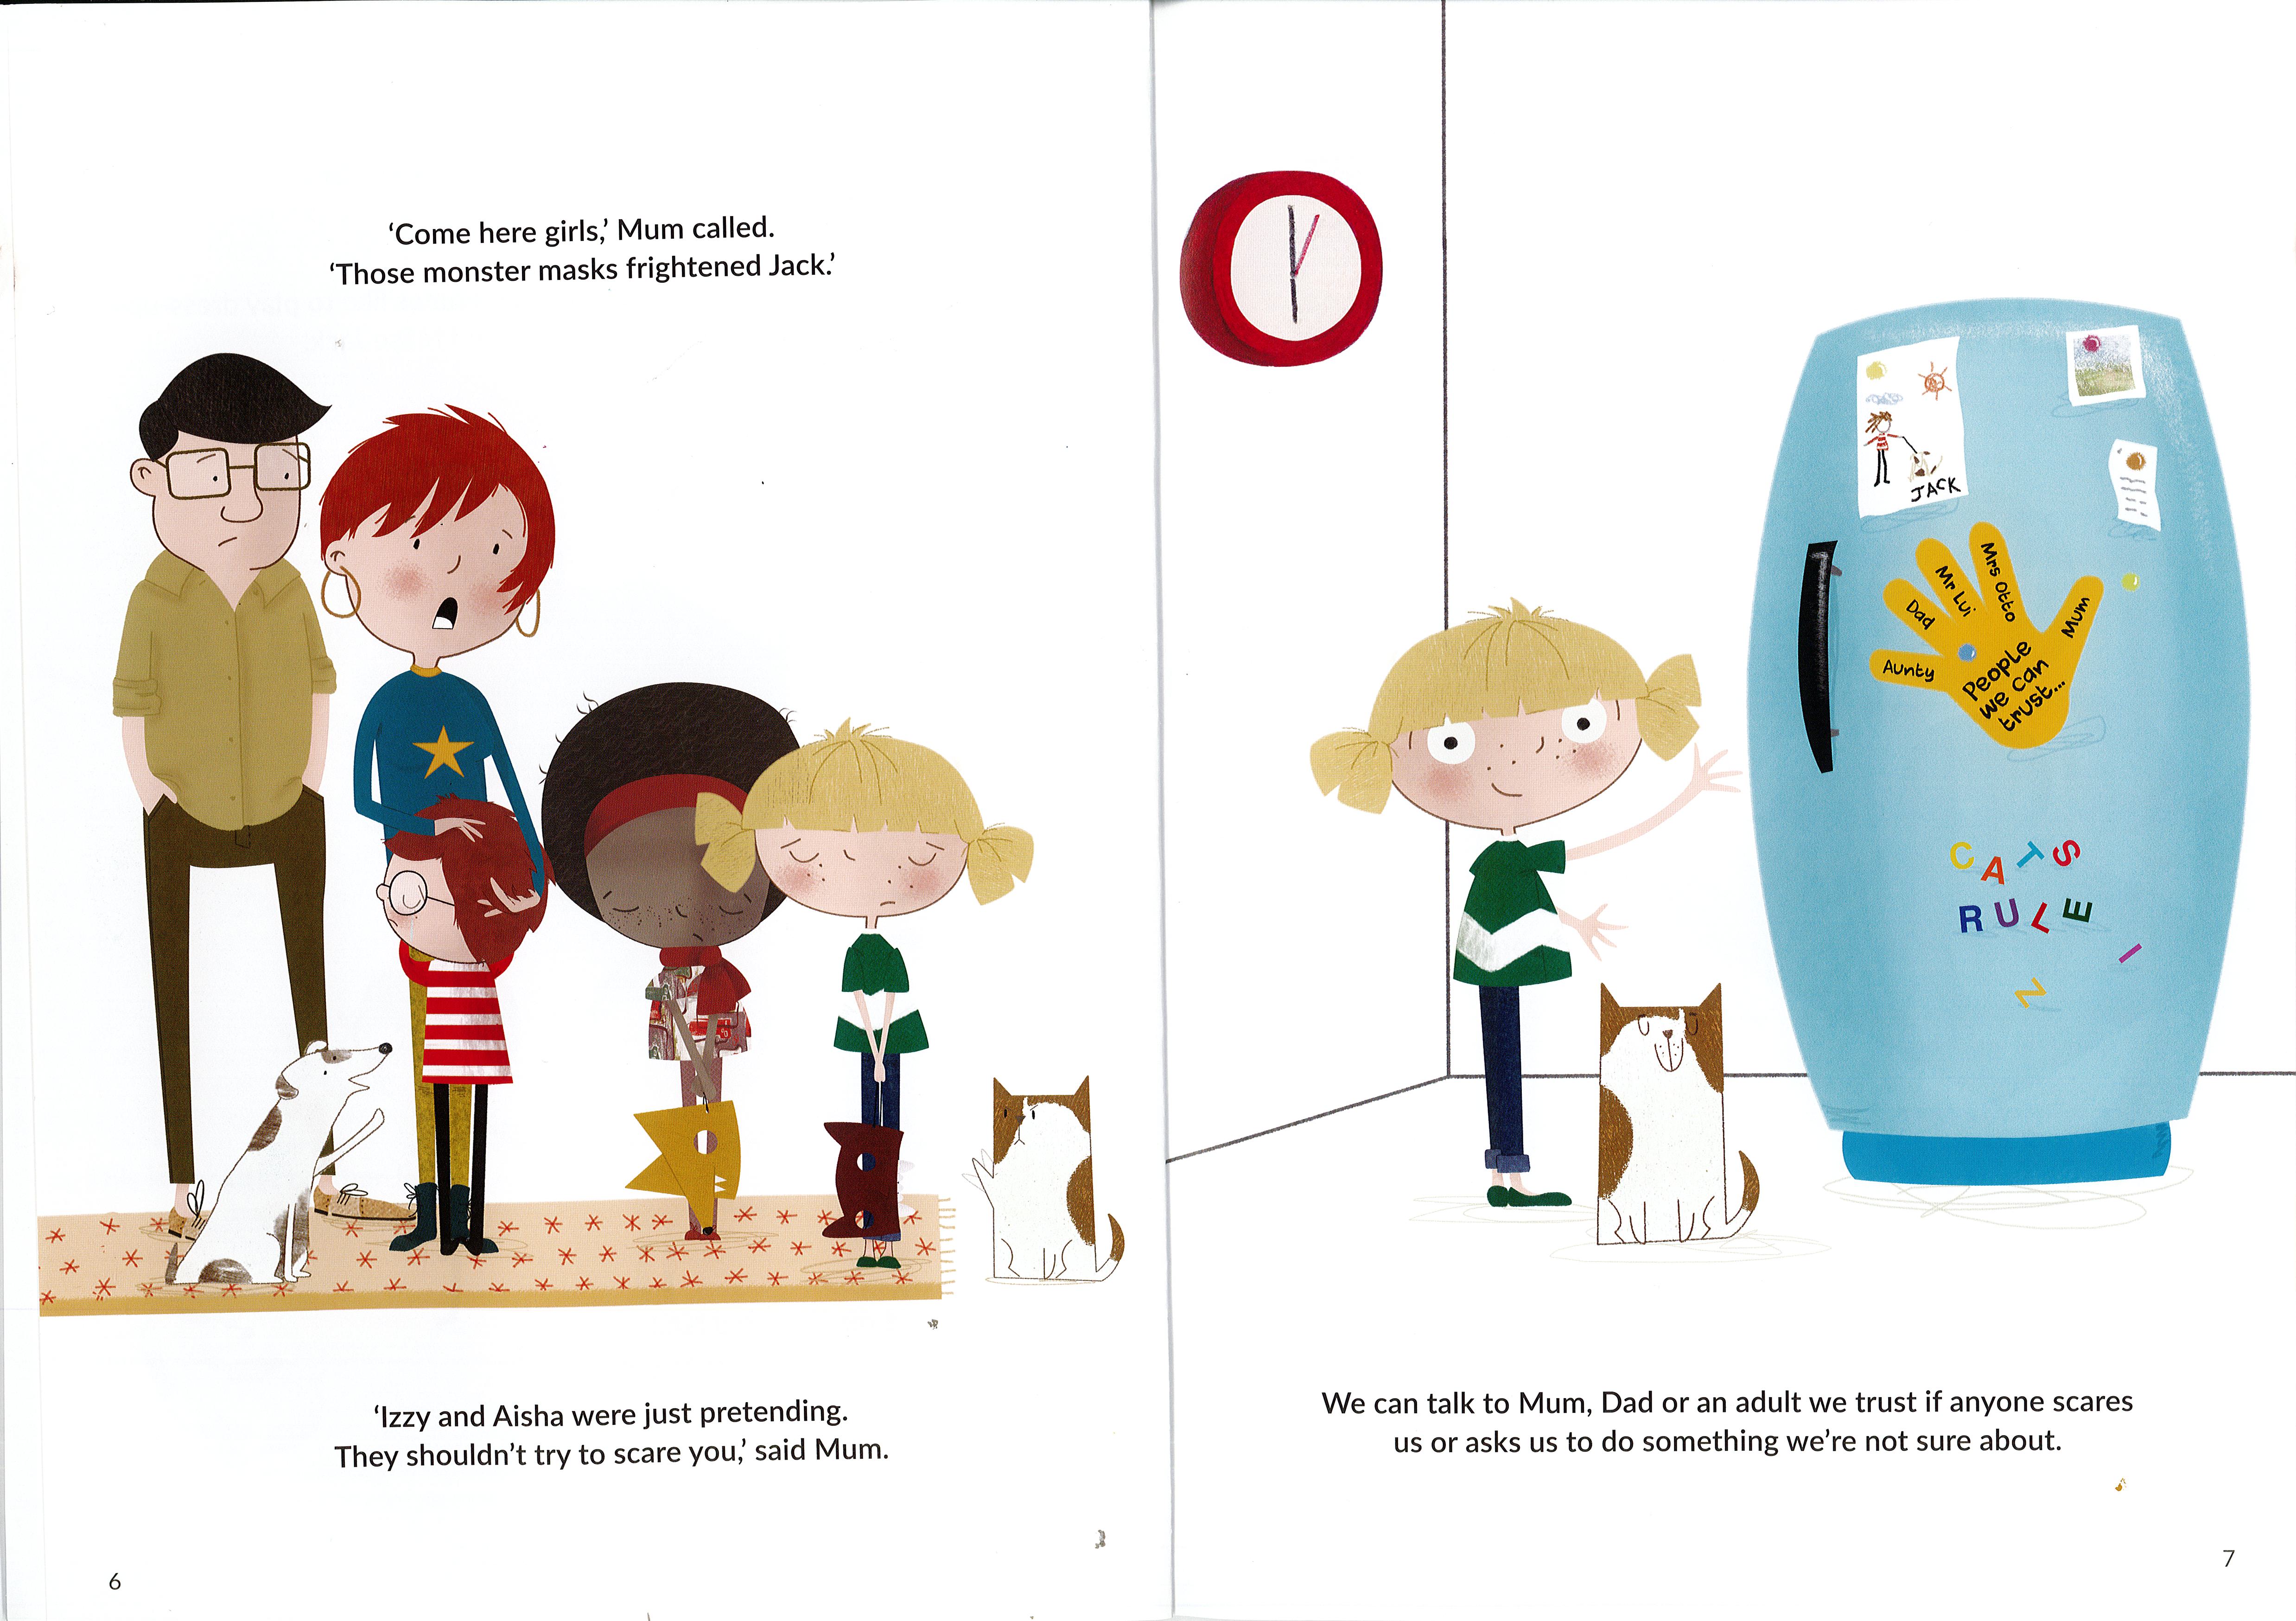 ‘Come here girls,’ Mum called.
‘Those monster masks frightened Jack.’
‘Izzy and Aisha were just pretending.
They shouldn’t try to scare you,’ said Mum.
6
JACK
Aunty
Dad
Mr Lui
Mrs Otto
Mum
People
we can
trust...
CATS
RULE
I
Z
We can talk to Mum, Dad or an adult we trust if anyone scares
us or asks us to do something we’re not sure about.
7